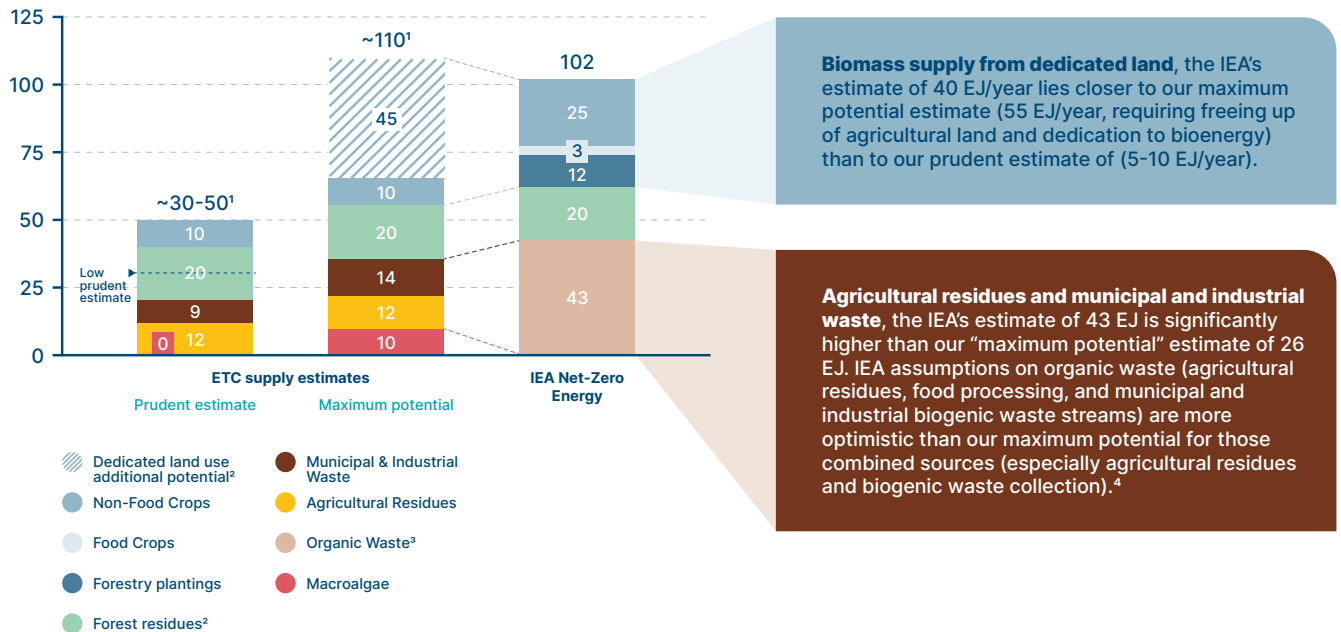 125
100
75
50
25
0
~30-50¹
10
20
9
12
0
Low
prudent
estimate
~110¹
45
10
20
14
12
10
102
25
3
12
20
43
ETC supply estimates
Prudent estimate
Maximum potential
IEA Net-Zero
Energy
Dedicated land use
additional potential²
Non-Food Crops
Food Crops
Forestry plantings
Forest residues²
Municipal & Industrial
Waste
Agricultural Residues
Organic Waste³
Macroalgae
Biomass supply from dedicated land, the IEA’s
estimate of 40 EJ/year lies closer to our maximum
potential estimate (55 EJ/year, requiring freeing up
of agricultural land and dedication to bioenergy)
than to our prudent estimate of (5-10 EJ/year).
Agricultural residues and municipal and industrial
waste, the IEA’s estimate of 43 EJ is significantly
higher than our “maximum potential” estimate of 26
EJ. IEA assumptions on organic waste (agricultural
residues, food processing, and municipal and
industrial biogenic waste streams) are more
optimistic than our maximum potential for those
combined sources (especially agricultural residues
and biogenic waste collection).⁴